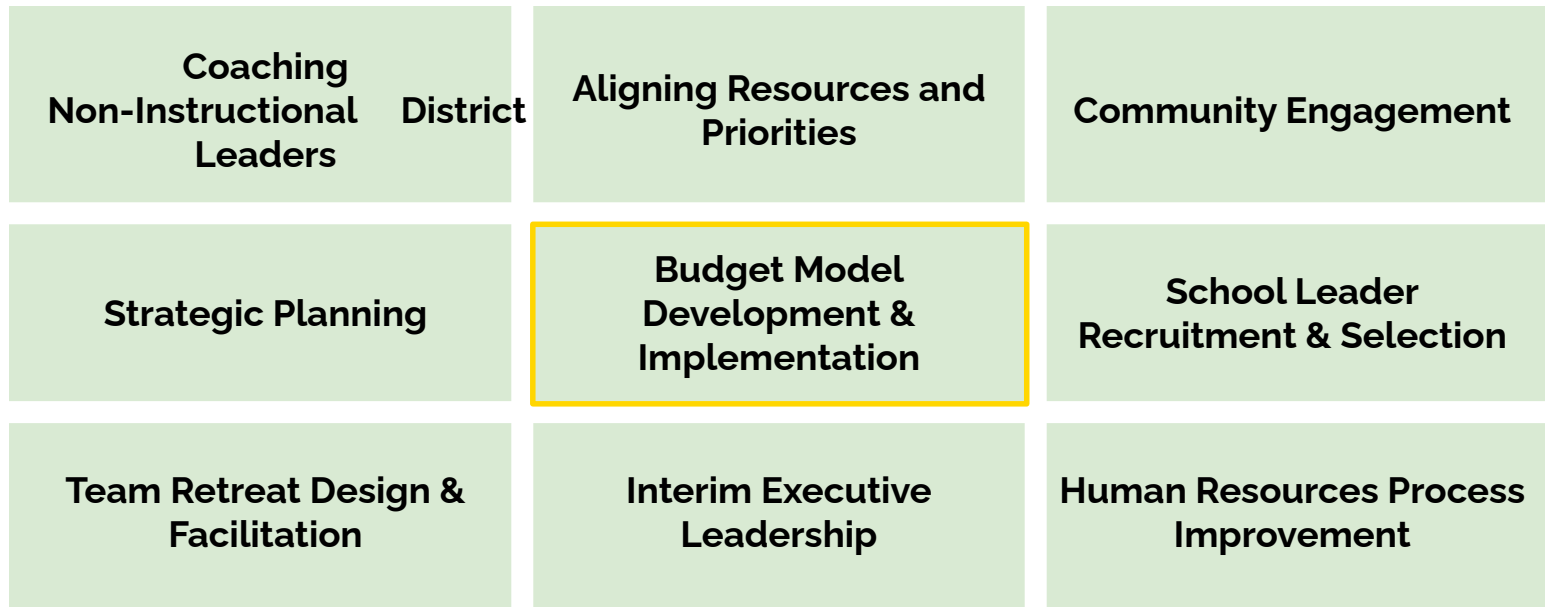 Coaching
Non-Instructional District
Leaders
Aligning Resources and
Priorities
Community Engagement
Strategic Planning
Budget Model
Development &
Implementation
School Leader
Recruitment & Selection
Team Retreat Design &
Facilitation
Interim Executive
Leadership
Human Resources Process
Improvement